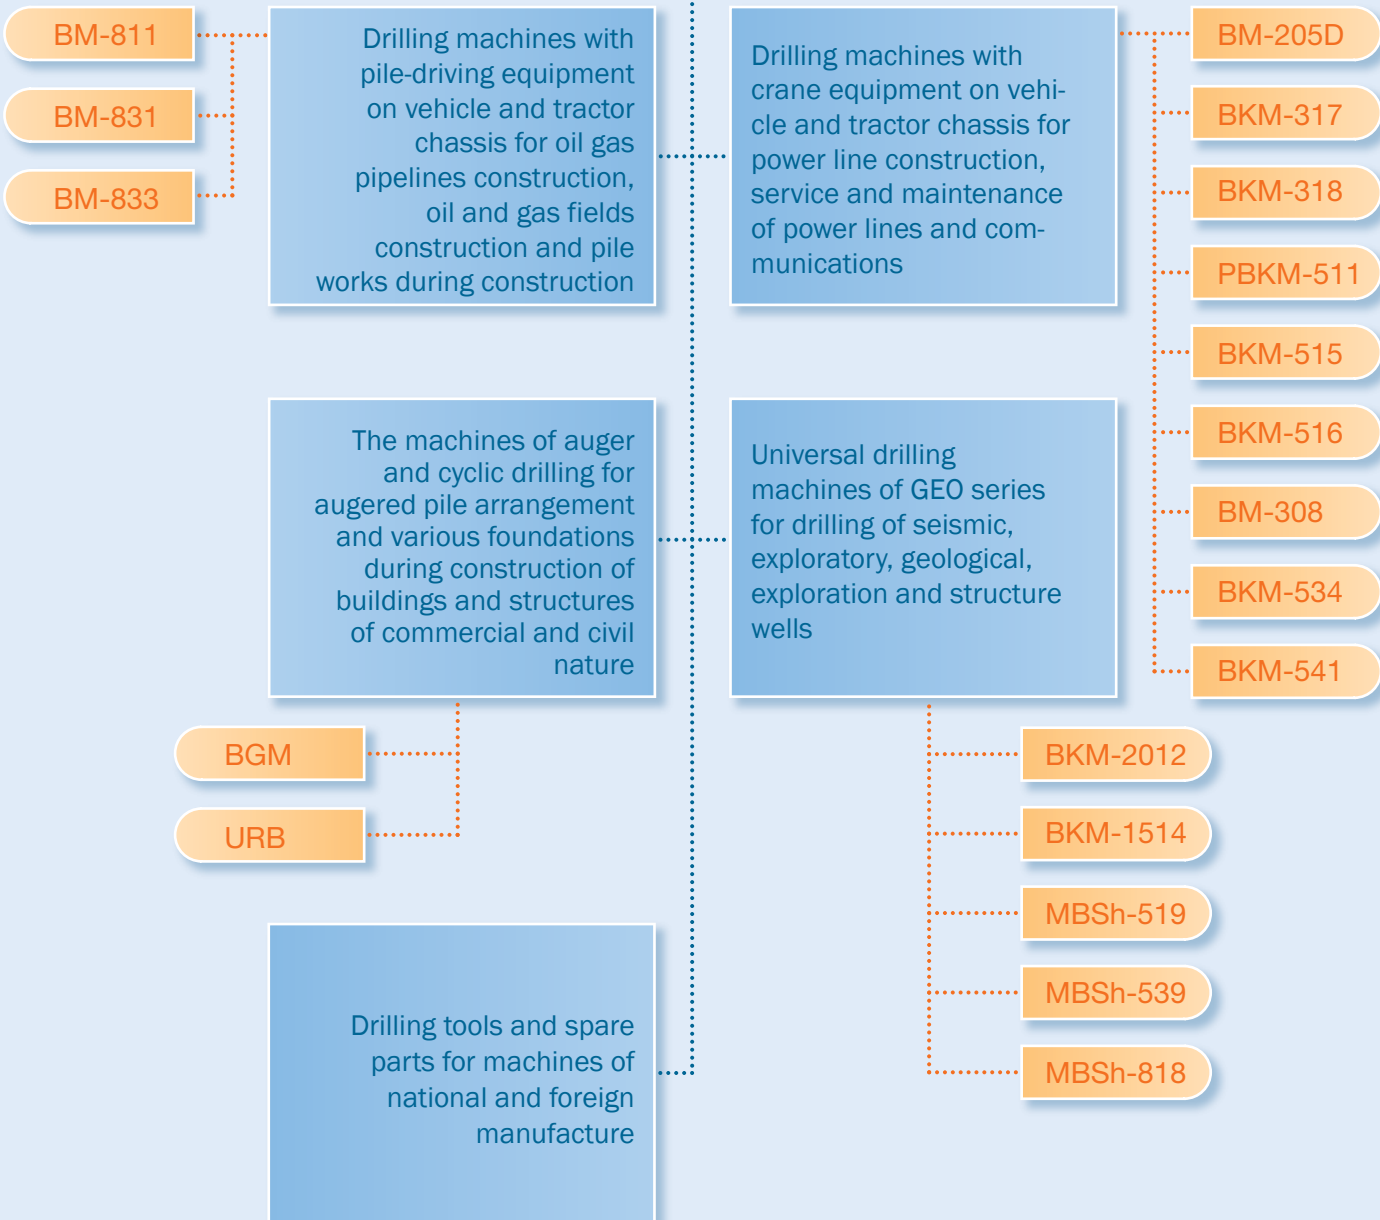 BM-811
BM-831
BM-833
Drilling machines with
pile-driving equipment
on vehicle and tractor
chassis for oil gas
pipelines construction,
oil and gas fields
construction and pile
works during construction
Drilling machines with
crane equipment on vehi-
cle and tractor chassis for
power line construction,
service and maintenance
of power lines and com-
munications
BM-205D
BKM-317
BKM-318
PBKM-511
BKM-515
BKM-516
BM-308
BKM-534
BKM-541
The machines of auger
and cyclic drilling for
augered pile arrangement
and various foundations
during construction of
buildings and structures
of commercial and civil
nature
BGM
URB
Universal drilling
machines of GEO series
for drilling of seismic,
exploratory, geological,
exploration and structure
wells
BKM-2012
BKM-1514
MBSh-519
MBSh-539
MBSh-818
Drilling tools and spare
parts for machines of
national and foreign
manufacture